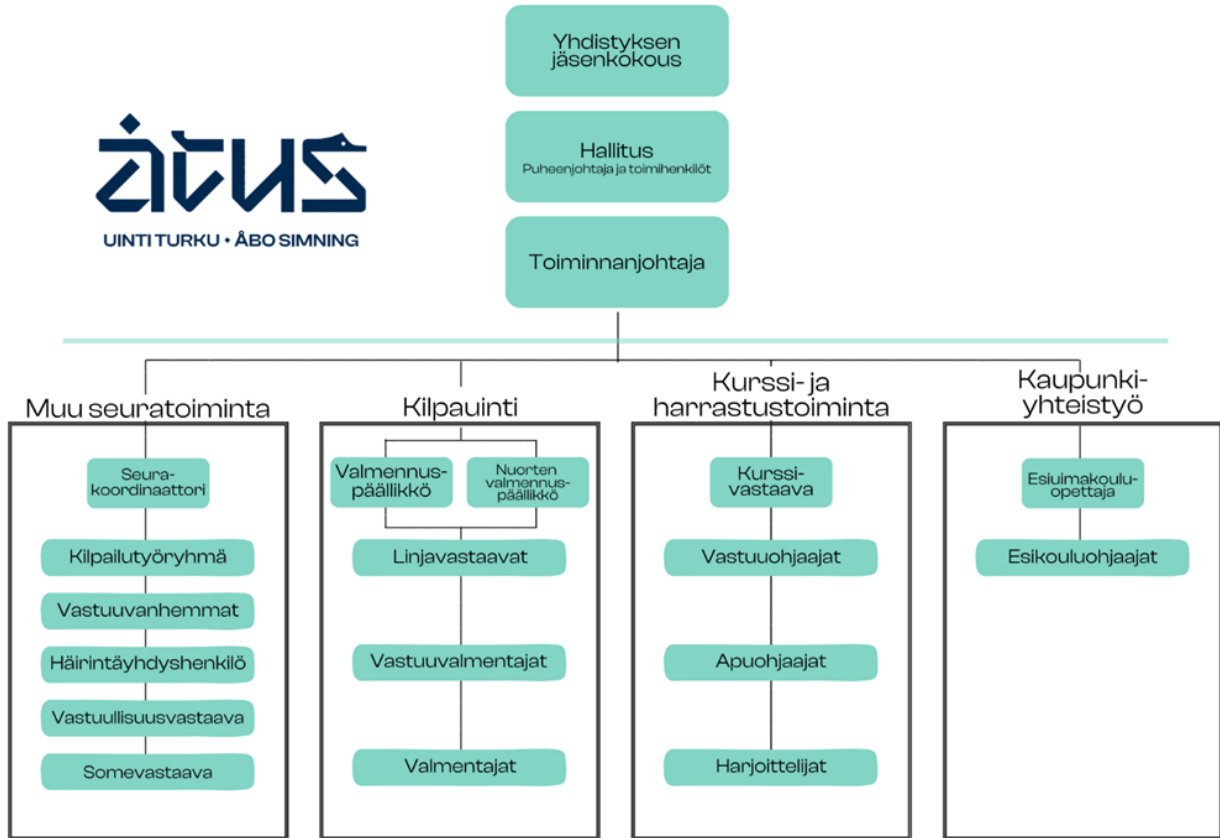 Yhdistyksen
jäsenkokous
Hallitus
Puheenjohtaja ja toimihenkilöt
Toiminnanjohtaja
åtus
UINTI TURKU • ÅBO SIMNING
Muu seuratoiminta
Seura-
koordinaattori
Kilpailutyöryhmä
Vastuuvanhemmat
Häirintäyhdyshenkilö
Vastuullisuusvastaava
Somevastaava
Kilpauinti
Valmennus-
päällikkö
Nuorten
valmennus-
päällikkö
Linjavastaavat
Vastuuvalmentajat
Valmentajat
Kurssi- ja
harrastustoiminta
Kurssi-
vastaava
Vastuuohjaajat
Apuohjaajat
Harjoittelijat
Kaupunki-
yhteistyö
Esiuimakoulu-
opettaja
Esikouluohjaajat